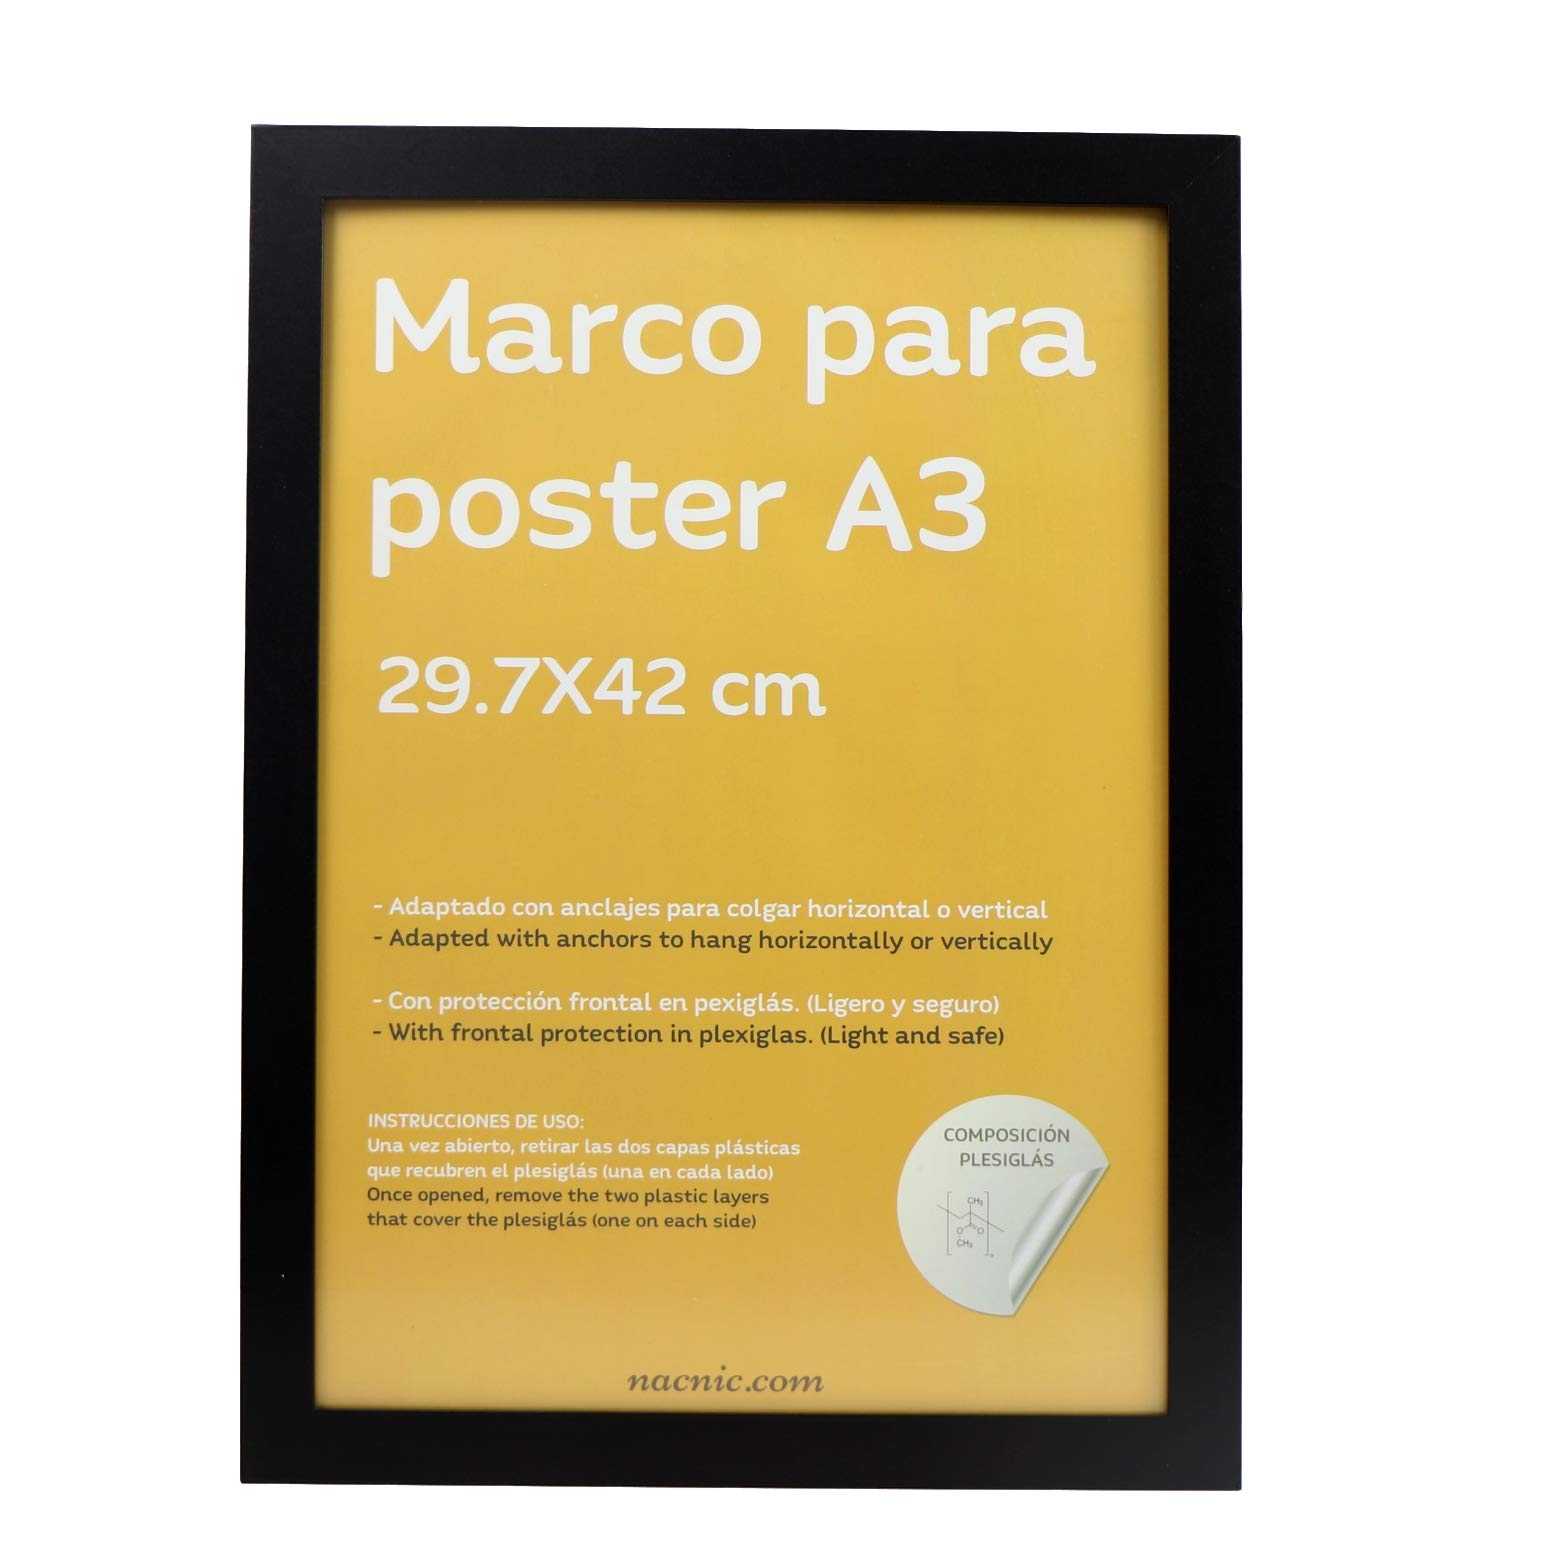 Marco para
poster A3
29.7X42 cm
- Adaptado con anclajes para colgar horizontal o vertical
- Adapted with anchors to hang horizontally or vertically
- Con protección frontal en pexiglás. (Ligero y seguro)
- With frontal protection in plexiglas. (Light and safe)
INSTRUCCIONES DE USO:
Una vez abierto, retirar las dos capas plásticas
que recubren el plesiglás (una en cada lado)
Once opened, remove the two plastic layers
that cover the plesiglás (one on each side)
COMPOSICIÓN
PLESIGLÁS
CH₃
O O
CH₃
n
nacnic.com